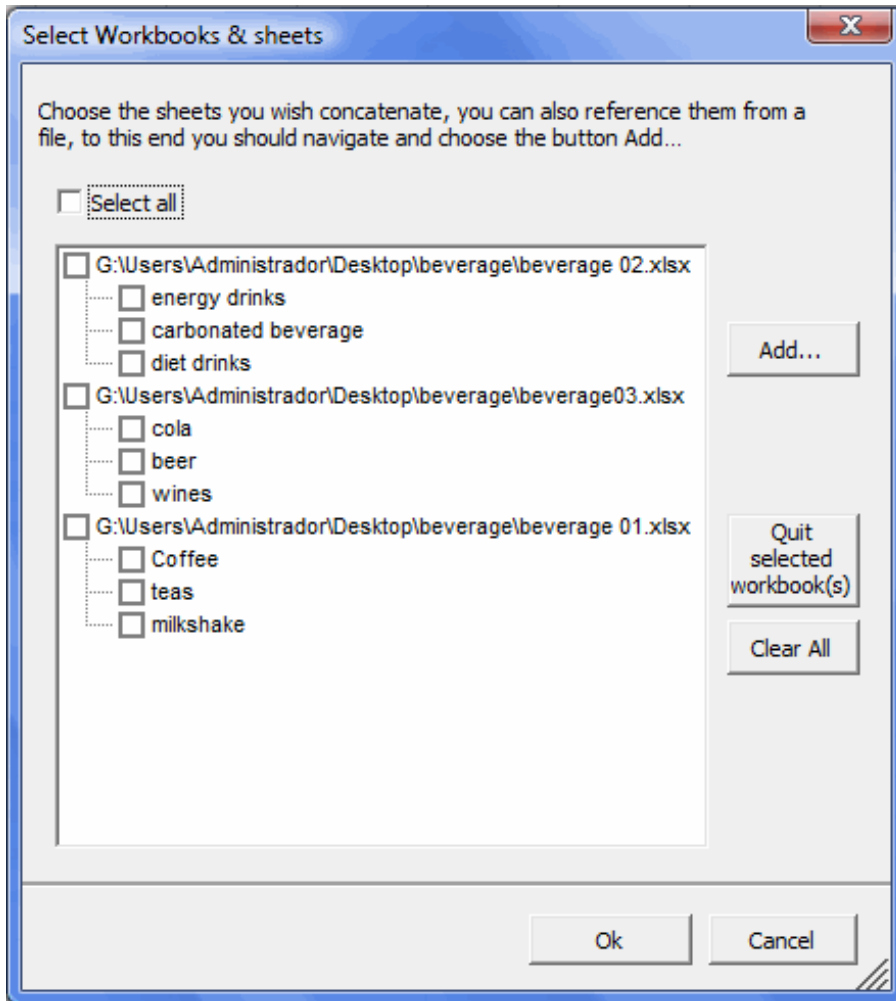 Select Workbooks & sheets
X
Choose the sheets you wish concatenate, you can also reference them from a
file, to this end you should navigate and choose the button Add...
Select all
G:\Users\Administrador\Desktop\beverage\beverage 02.xlsx
energy drinks
carbonated beverage
diet drinks
G:\Users\Administrador\Desktop\beverage\beverage03.xlsx
cola
beer
wines
G:\Users\Administrador\Desktop\beverage\beverage 01.xlsx
Coffee
teas
milkshake
Add...
Quit
selected
workbook(s)
Clear All
Ok
Cancel